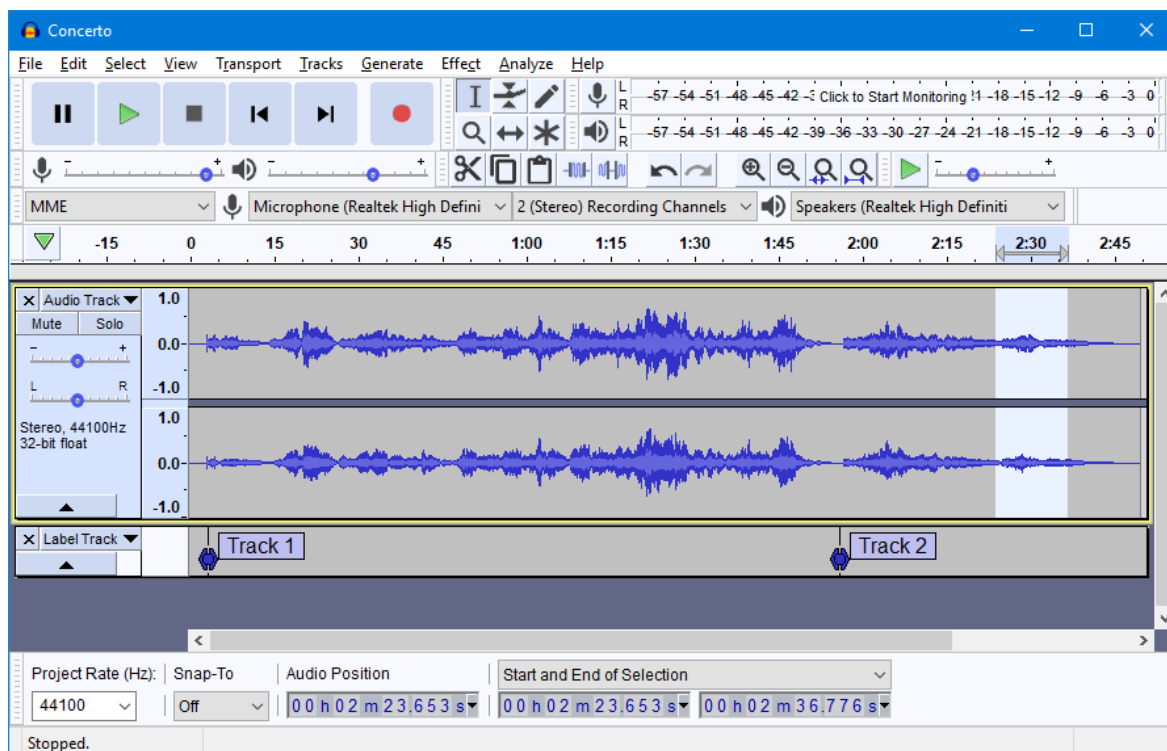 Concerto
File Edit Select View Transport Tracks Generate Effect Analyze Help
L R -57 -54 -51 -48 -45 -42 -3 Click to Start Monitoring !1 -18 -15 -12 -9 -6 -3 0
L R -57 -54 -51 -48 -45 -42 -39 -36 -33 -30 -27 -24 -21 -18 -15 -12 -9 -6 -3 0
- + - + - +
MME Microphone (Realtek High Defini 2 (Stereo) Recording Channels Speakers (Realtek High Definiti
-15 0 15 30 45 1:00 1:15 1:30 1:45 2:00 2:15 2:30 2:45
X Audio Track 1.0
Mute Solo
- + 0.0
L R -1.0
1.0
Stereo, 44100Hz
32-bit float
0.0
-1.0
X Label Track Track 1 Track 2
Project Rate (Hz): Snap-To Audio Position Start and End of Selection
44100 Off 00 h 02 m 23.653 s 00 h 02 m 23.653 s 00 h 02 m 36.776 s
Stopped.